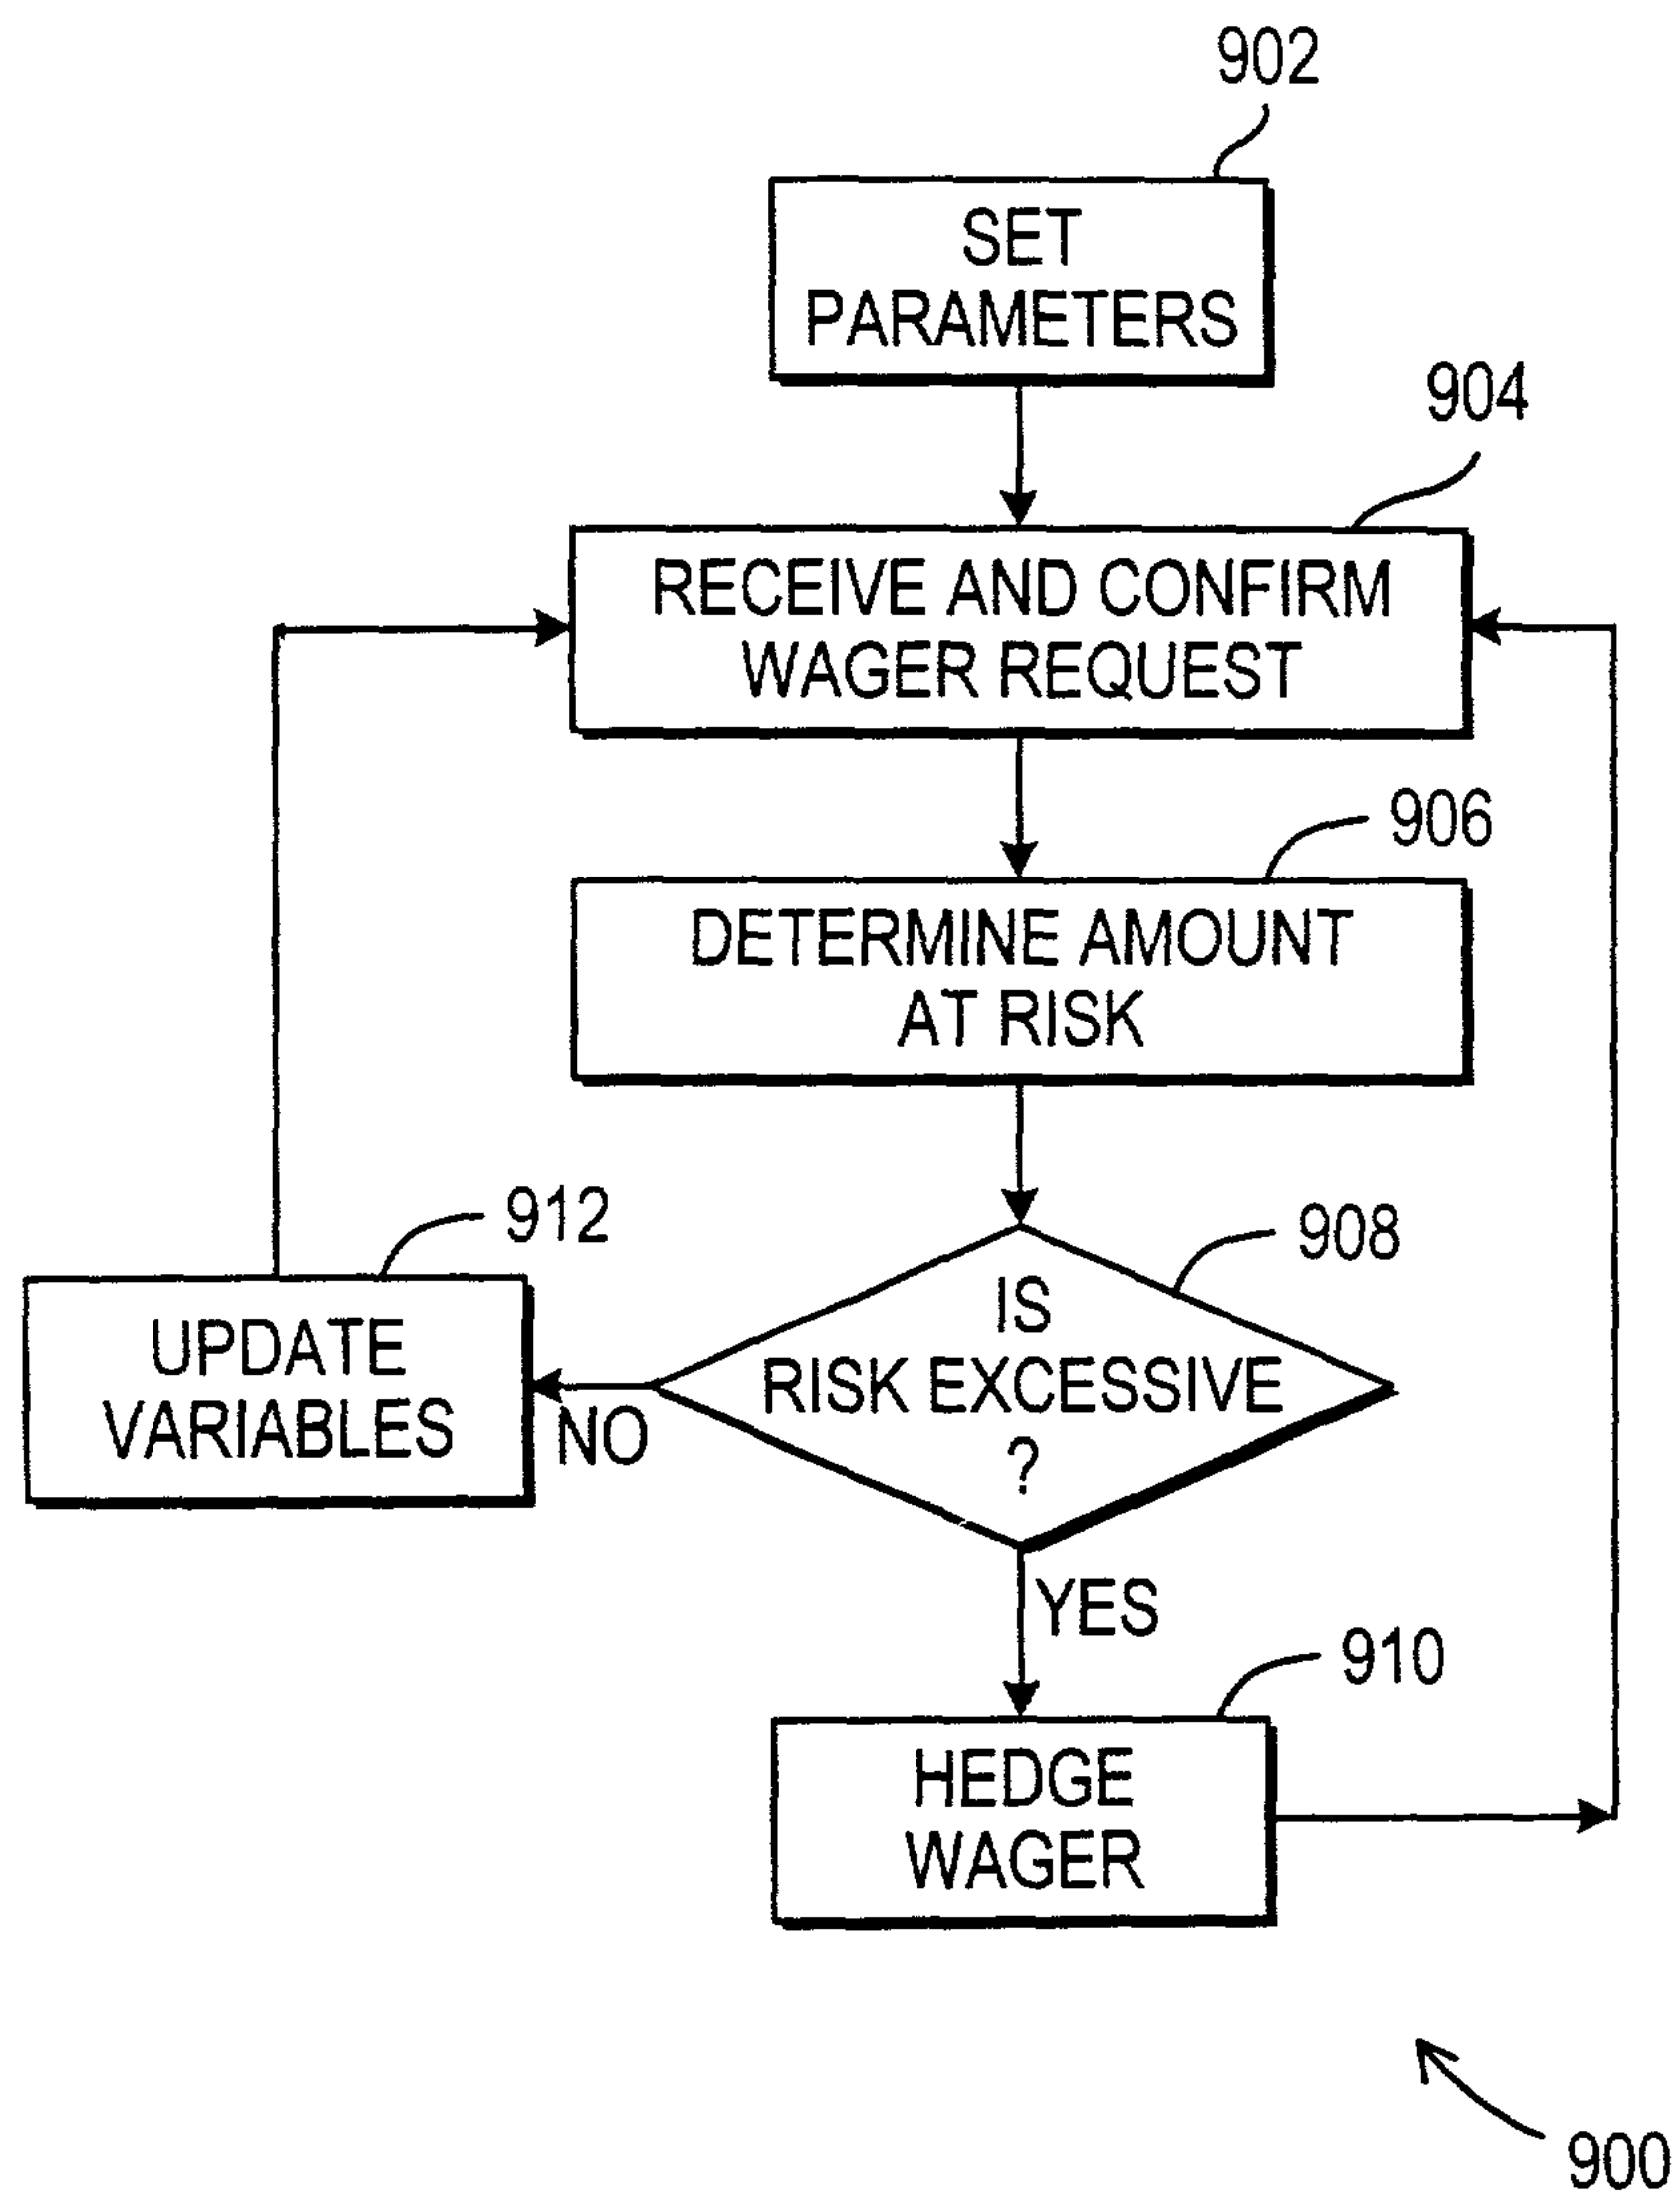 902
SET
PARAMETERS
904
RECEIVE AND CONFIRM
WAGER REQUEST
906
DETERMINE AMOUNT
AT RISK
912
908
UPDATE
VARIABLES
IS
RISK EXCESSIVE
?
NO
YES
910
HEDGE
WAGER
900